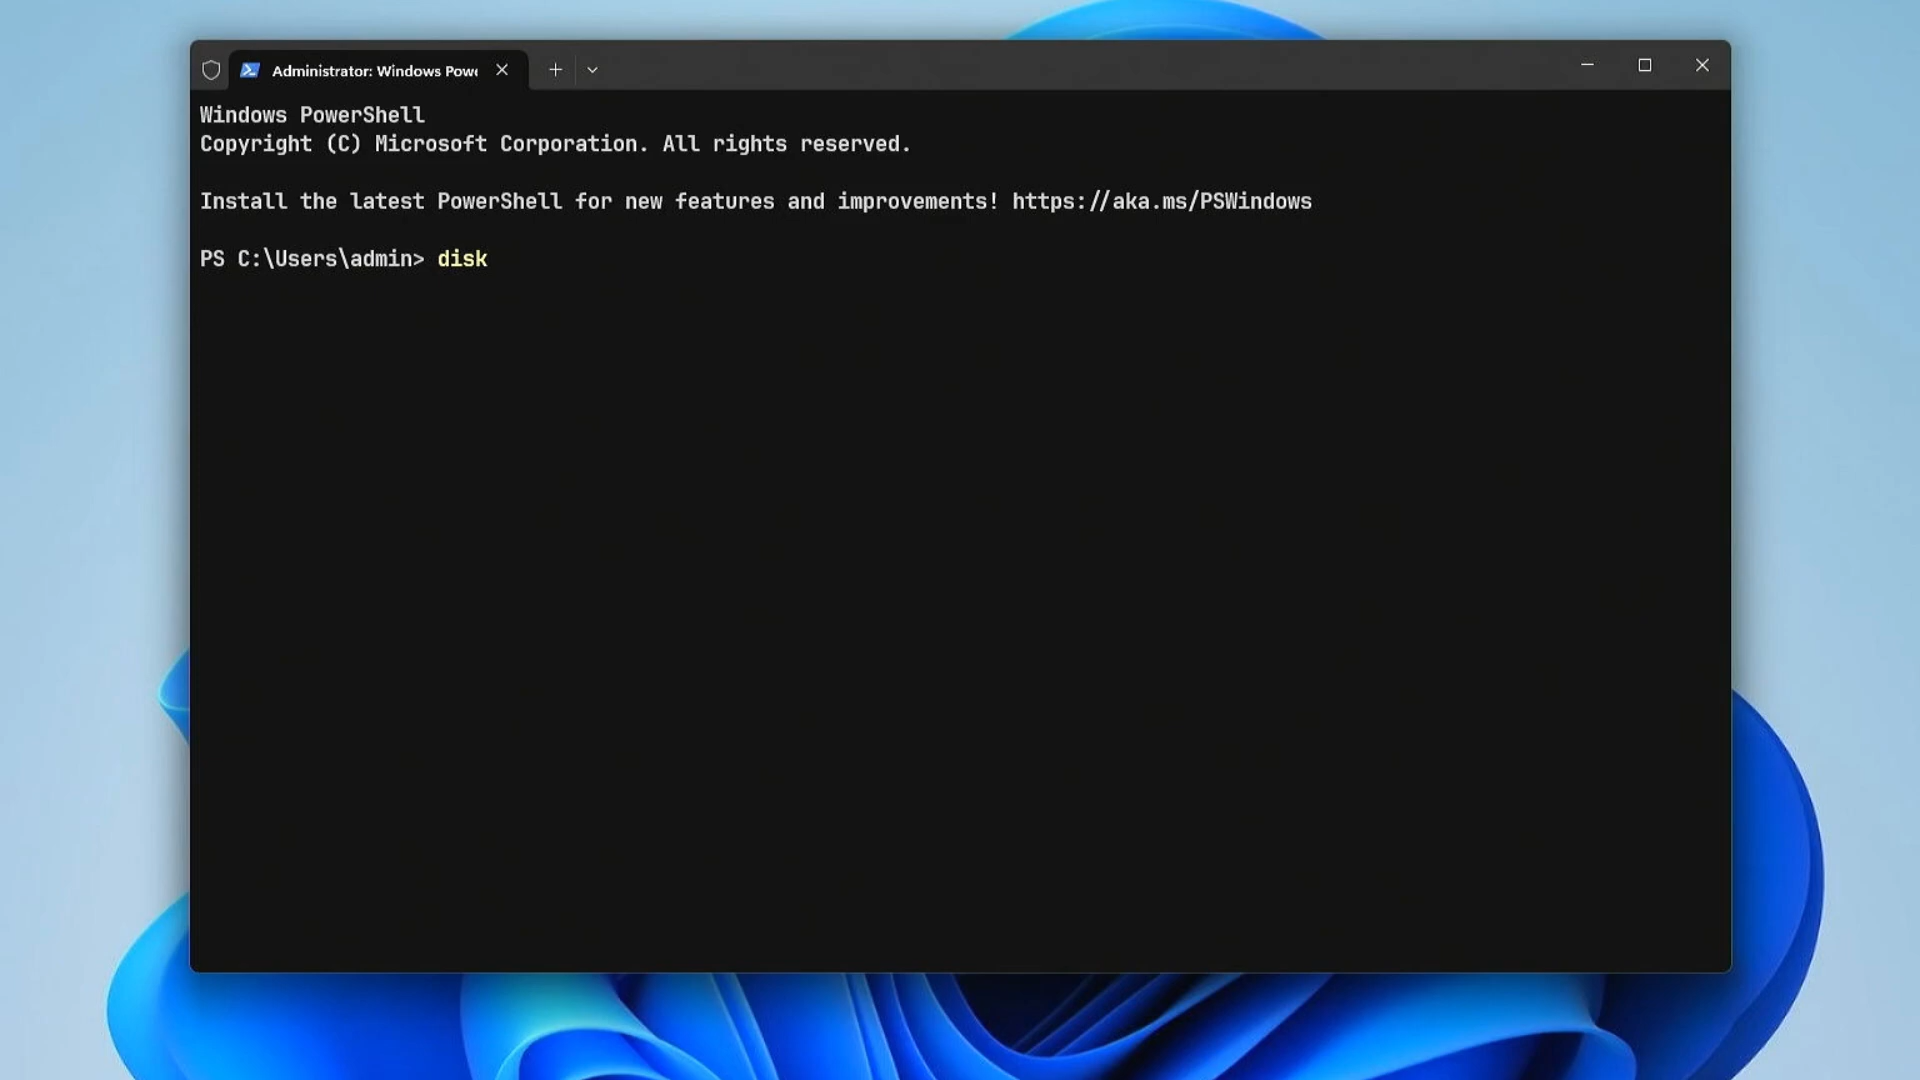 Administrator: Windows Pow
Windows PowerShell
Copyright (C) Microsoft Corporation. All rights reserved.
Install the latest PowerShell for new features and improvements! https://aka.ms/PSWindows
PS C:\Users\admin> disk